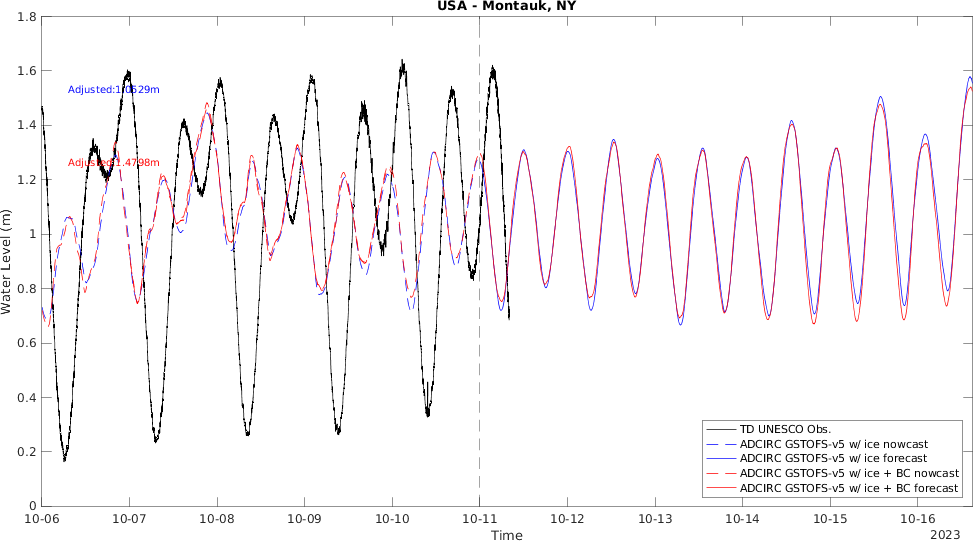 USA - Montauk, NY
1.8
1.6
1.4
1.2
1
0.8
0.6
0.4
0.2
0
Water Level (m)
Adjusted:1.0529m
Adjusted:1.4798m
TD UNESCO Obs.
ADCIRC GSTOFS-v5 w/ ice nowcast
ADCIRC GSTOFS-v5 w/ ice forecast
ADCIRC GSTOFS-v5 w/ ice + BC nowcast
ADCIRC GSTOFS-v5 w/ ice + BC forecast
10-06 10-07 10-08 10-09 10-10 10-11 10-12 10-13 10-14 10-15 10-16
Time
2023